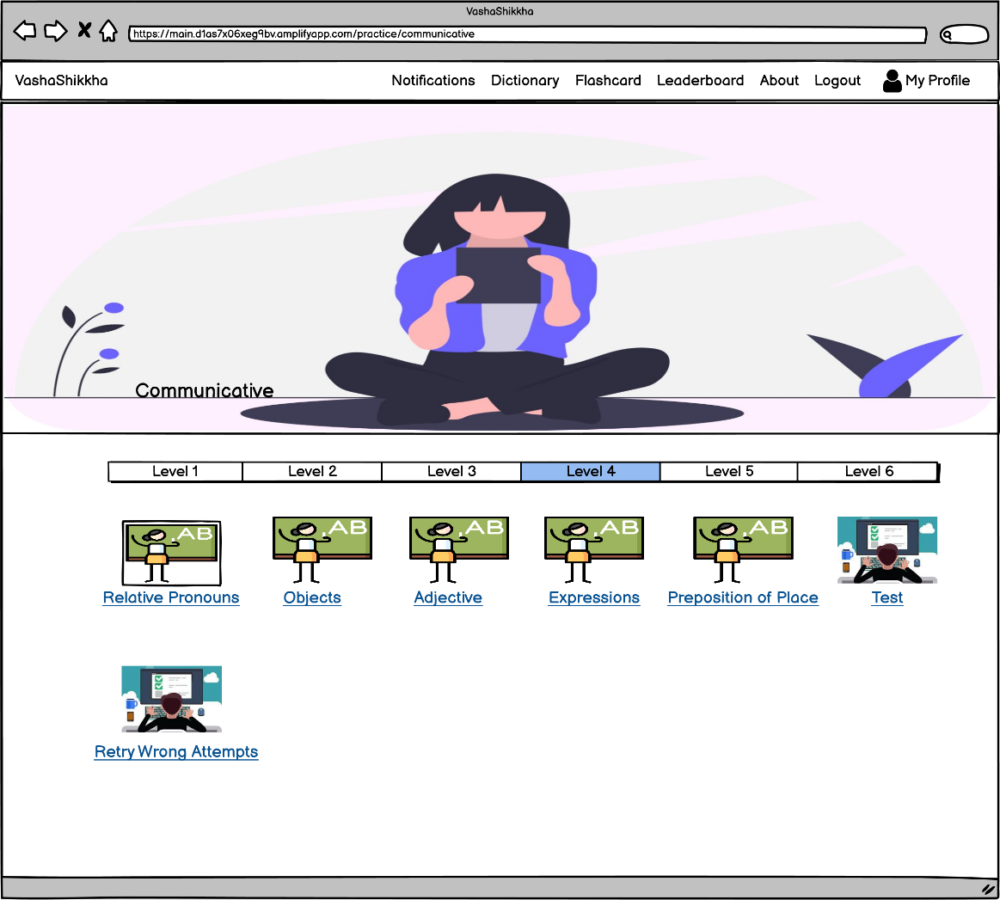 VashaShikkha
https://main.d1as7x06xeg9bv.amplifyapp.com/practice/communicative
VashaShikkha Notifications Dictionary Flashcard Leaderboard About Logout My Profile
Communicative
Level 1 Level 2 Level 3 Level 4 Level 5 Level 6
.AB .AB .AB .AB .AB
Relative Pronouns Objects Adjective Expressions Preposition of Place Test
Retry Wrong Attempts